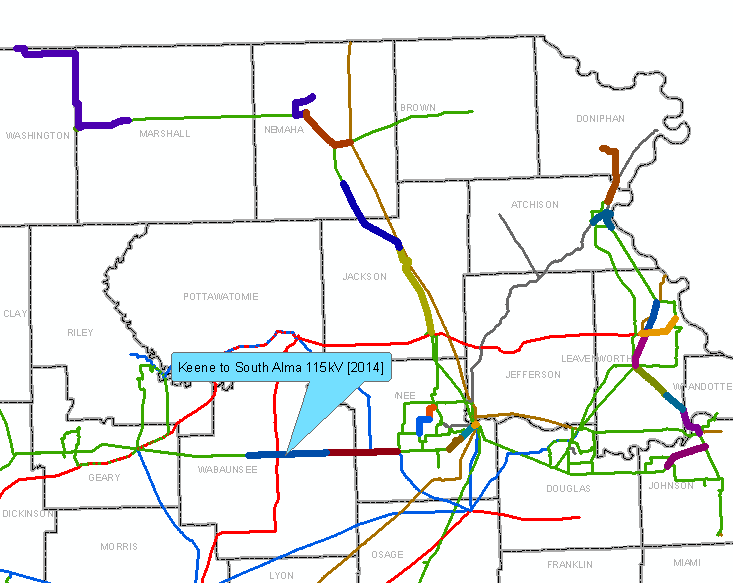 BROWN
DONIPHAN
NEMAHA
WASHINGTON
MARSHALL
ATCHISON
JACKSON
POTTAWATOMIE
CLAY
RILEY
LEAVENWORTH
Keene to South Alma 115kV [2014]
JEFFERSON
WYANDOTTE
NEE
WABAUNSEE
GEARY
DOUGLAS
JOHNSON
DICKINSON
MORRIS
OSAGE
FRANKLIN
MIAMI
LYON